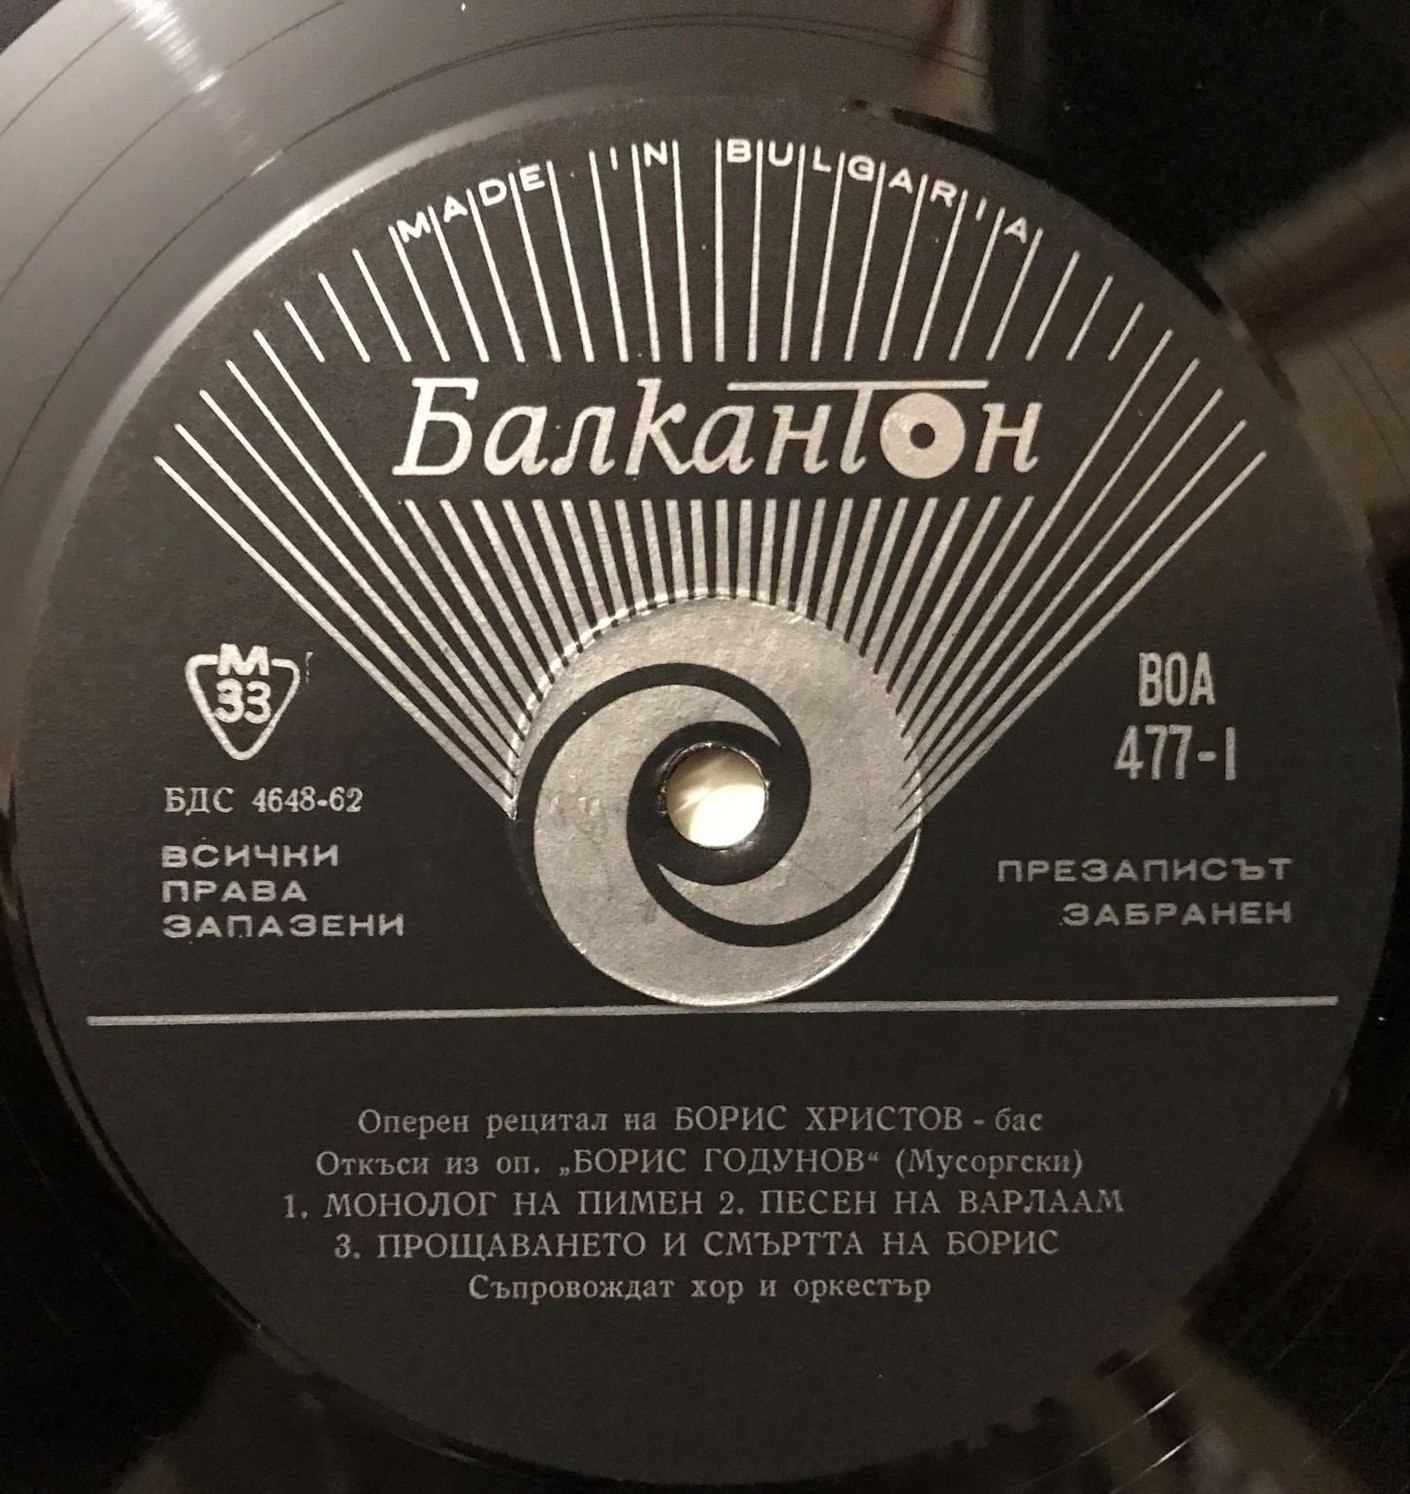 MADE IN BULGARIA
Балкантон
М
33
БДС 4648-62
ВСИЧКИ
ПРАВА
ЗАПАЗЕНИ
ВОА
477-I
ПРЕЗАПИСЪТ
ЗАБРАНЕН
Оперен рецитал на БОРИС ХРИСТОВ - бас
Откъси из оп. „БОРИС ГОДУНОВ“ (Мусоргски)
1. МОНОЛОГ НА ПИМЕН 2. ПЕСЕН НА ВАРЛААМ
3. ПРОЩАВАНЕТО И СМЪРТТА НА БОРИС
Съпровождат хор и оркестър